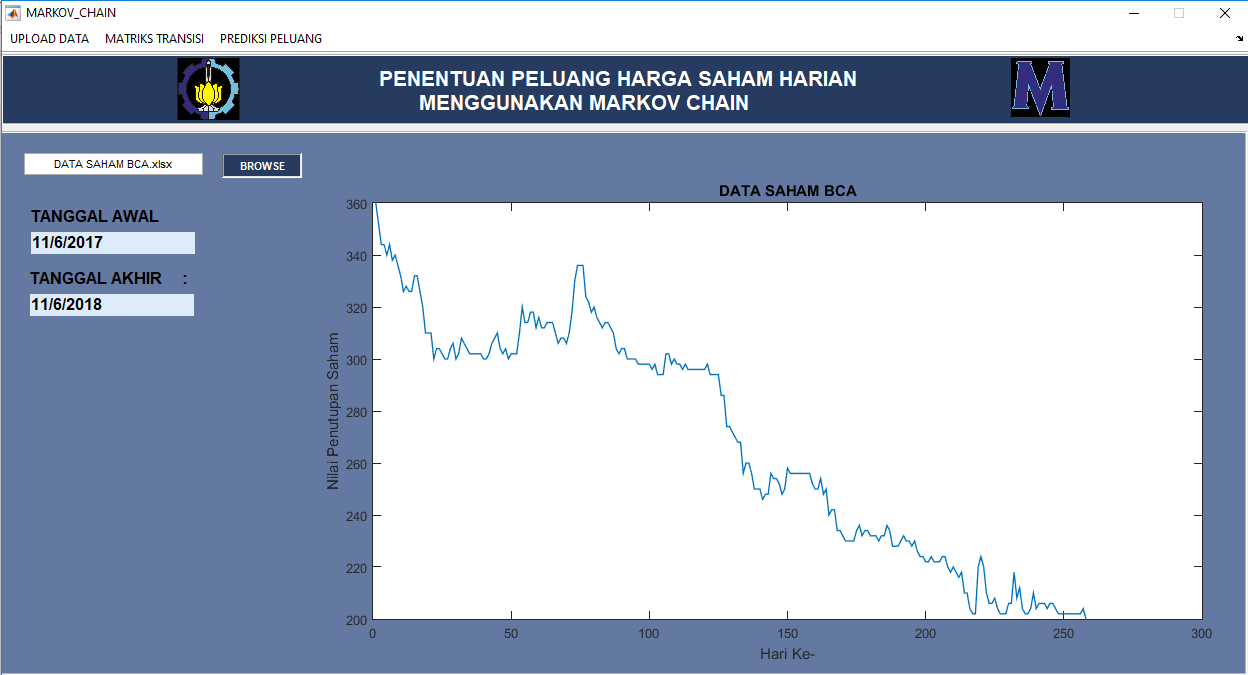 MARKOV_CHAIN
UPLOAD DATA MATRIKS TRANSISI PREDIKSI PELUANG
PENENTUAN PELUANG HARGA SAHAM HARIAN
MENGGUNAKAN MARKOV CHAIN
M
DATA SAHAM BCA.xlsx
BROWSE
TANGGAL AWAL
11/6/2017
TANGGAL AKHIR :
11/6/2018
DATA SAHAM BCA
Nilai Penutupan Saham
360
340
320
300
280
260
240
220
200
0 50 100 150 200 250 300
Hari Ke-